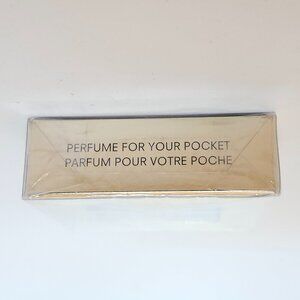 PERFUME FOR YOUR POCKET
PARFUM POUR VOTRE POCHE